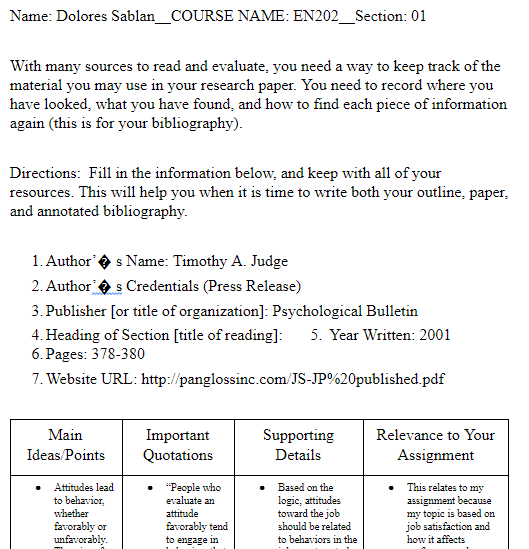 Name: Dolores Sablan__COURSE NAME: EN202__Section: 01
With many sources to read and evaluate, you need a way to keep track of the
material you may use in your research paper. You need to record where you
have looked, what you have found, and how to find each piece of information
again (this is for your bibliography).
Directions:  Fill in the information below, and keep with all of your
resources. This will help you when it is time to write both your outline, paper,
and annotated bibliography.
1. Author’� s Name: Timothy A. Judge
2. Author’� s Credentials (Press Release)
3. Publisher [or title of organization]: Psychological Bulletin
4. Heading of Section [title of reading]: 5. Year Written: 2001
6. Pages: 378-380
7. Website URL: http://panglossinc.com/JS-JP%20published.pdf
Main
Ideas/Points
Important
Quotations
Supporting
Details
Relevance to Your
Assignment
• Attitudes lead
to behavior,
whether
favorably or
unfavorably.
• “People who
evaluate an
attitude
favorably tend
to engage in
• Based on the
logic, attitudes
toward the job
should be related
to behaviors in the
• This relates to my
assignment because
my topic is based on
job satisfaction and
how it affects